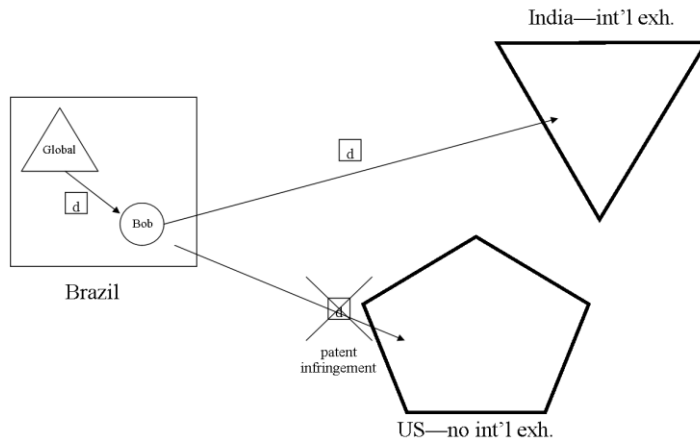 India—int'l exh.
Global
d
d
Bob
Brazil
d
patent
infringement
US—no int'l exh.